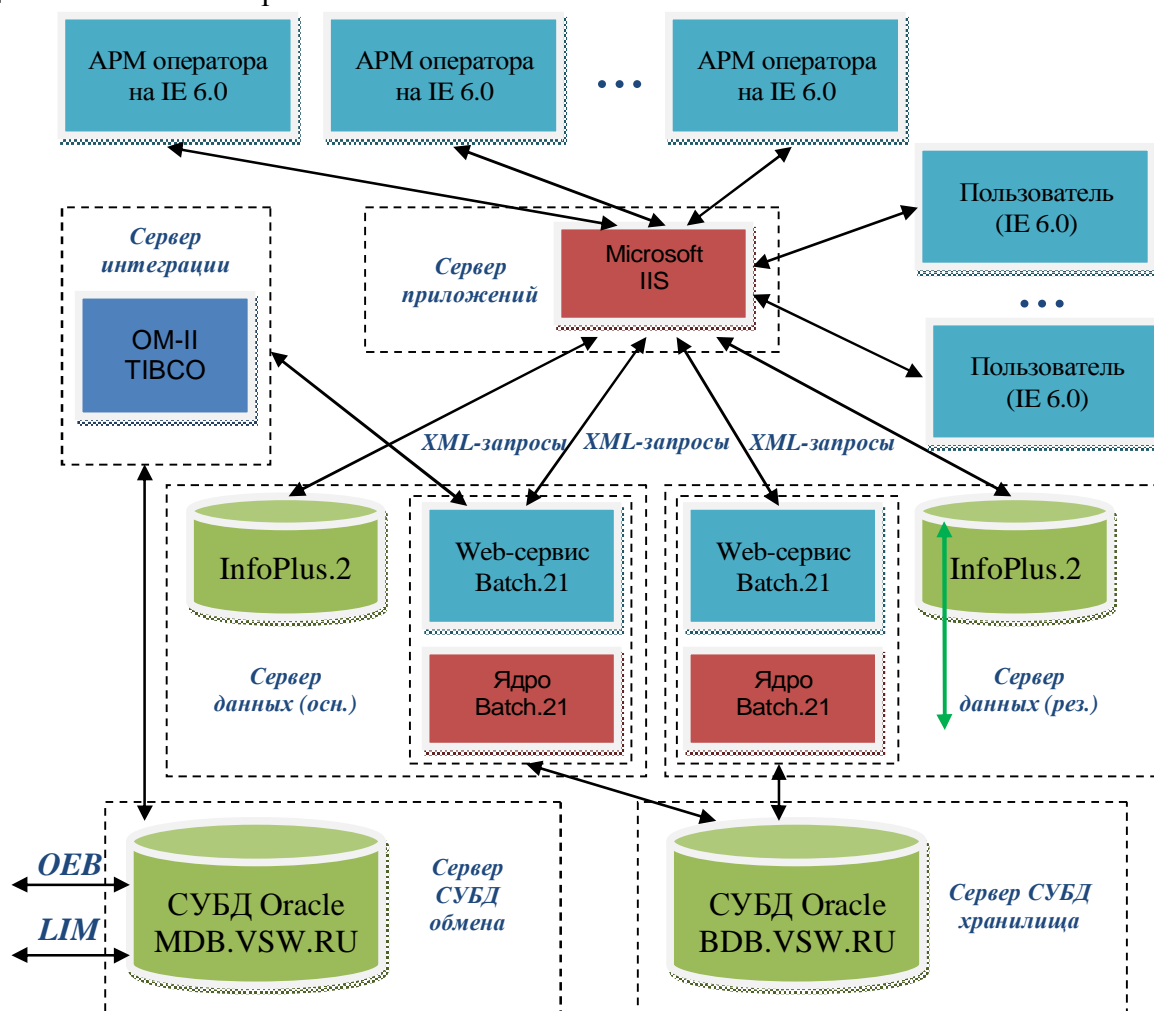 АРМ оператора
на IE 6.0
АРМ оператора
на IE 6.0
...
АРМ оператора
на IE 6.0
Пользователь
(IE 6.0)
...
Пользователь
(IE 6.0)
Сервер
интеграции
OM-II
TIBCO
Сервер
приложений
Microsoft
IIS
XML-запросы
XML-запросы
XML-запросы
InfoPlus.2
Web-сервис
Batch.21
Ядро
Batch.21
Сервер
данных (осн.)
Web-сервис
Batch.21
Ядро
Batch.21
InfoPlus.2
Сервер
данных (рез.)
OEB
LIM
СУБД Oracle
MDB.VSW.RU
Сервер
СУБД
обмена
СУБД Oracle
BDB.VSW.RU
Сервер СУБД
хранилища